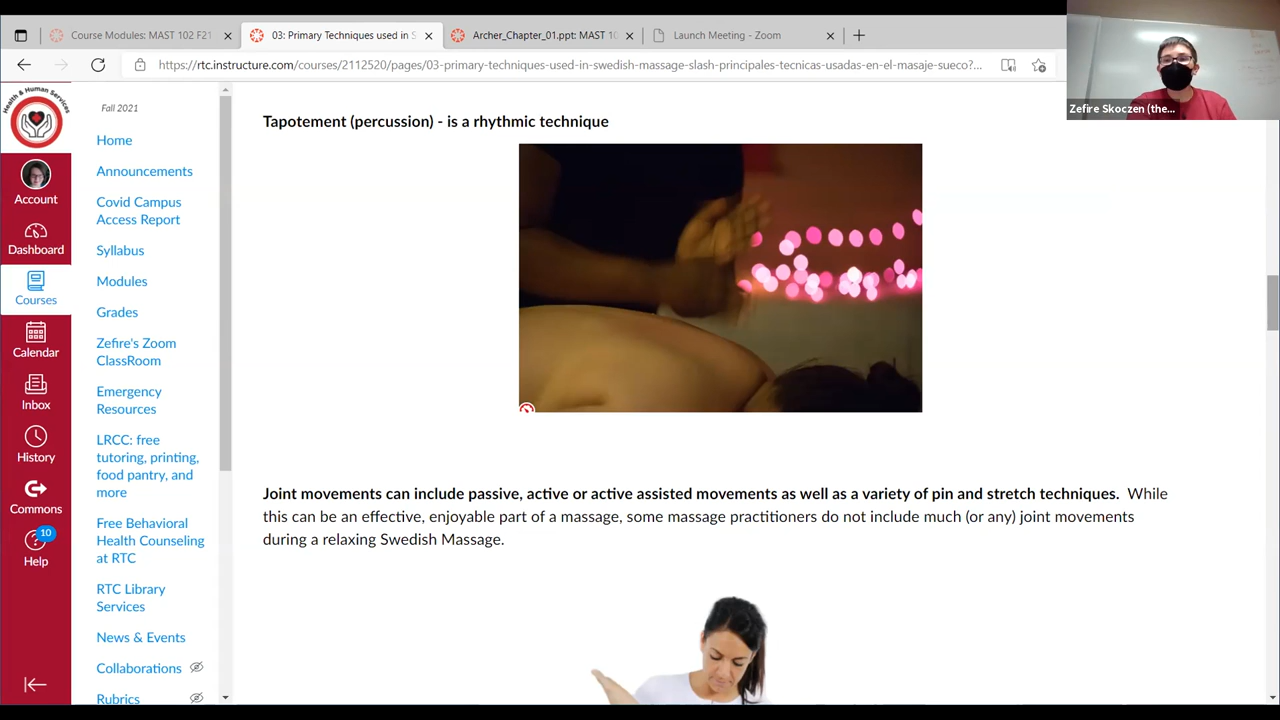 Course Modules: MAST 102 F21
03: Primary Techniques used in S
Archer_Chapter_01.ppt: MAST 10
Launch Meeting - Zoom
https://rtc.instructure.com/courses/2112520/pages/03-primary-techniques-used-in-swedish-massage-slash-principales-tecnicas-usadas-en-el-masaje-sueco?...
Zefire Skoczen (the...
Health & Human Services
Account
Dashboard
Courses
Calendar
Inbox
History
Commons
10
Help
Fall 2021
Home
Announcements
Covid Campus
Access Report
Syllabus
Modules
Grades
Zefire's Zoom
ClassRoom
Emergency
Resources
LRCC: free
tutoring, printing,
food pantry, and
more
Free Behavioral
Health Counseling
at RTC
RTC Library
Services
News & Events
Collaborations
Rubrics
Tapotement (percussion) - is a rhythmic technique
Joint movements can include passive, active or active assisted movements as well as a variety of pin and stretch techniques. While
this can be an effective, enjoyable part of a massage, some massage practitioners do not include much (or any) joint movements
during a relaxing Swedish Massage.